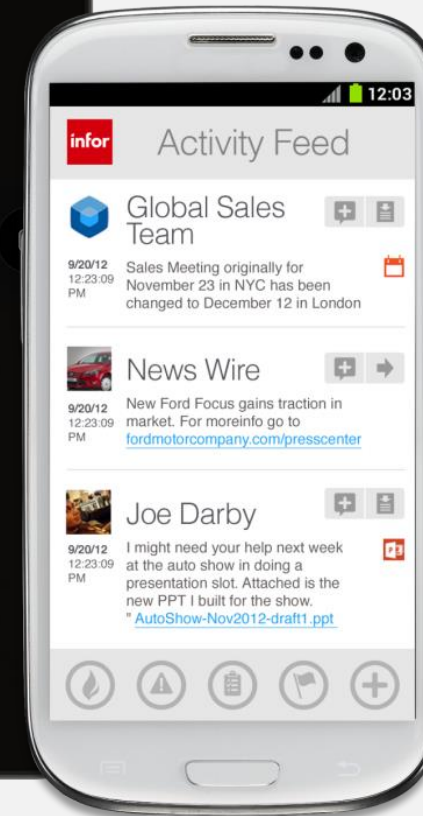 12:03
infor
Activity Feed
Global Sales
Team
9/20/12
12:23:09
PM
Sales Meeting originally for
November 23 in NYC has been
changed to December 12 in London
News Wire
9/20/12
12:23:09
PM
New Ford Focus gains traction in
market. For moreinfo go to
fordmotorcompany.com/presscenter
Joe Darby
9/20/12
12:23:09
PM
I might need your help next week
at the auto show in doing a
presentation slot. Attached is the
new PPT I built for the show.
" AutoShow-Nov2012-draft1.ppt